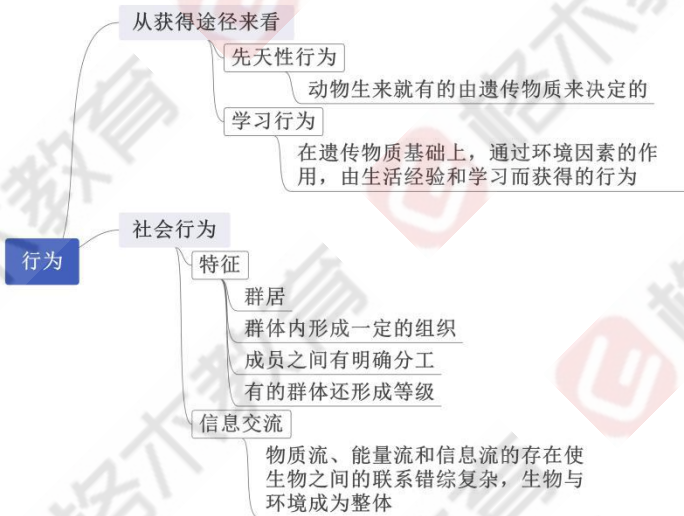 从获得途径来看
先天性行为
动物生来就有的由遗传物质来决定的
学习行为
在遗传物质基础上，通过环境因素的作
用，由生活经验和学习而获得的行为
行为
社会行为
特征
群居
群体内形成一定的组织
成员之间有明确分工
有的群体还形成等级
信息交流
物质流、能量流和信息流的存在使
生物之间的联系错综复杂，生物与
环境成为整体